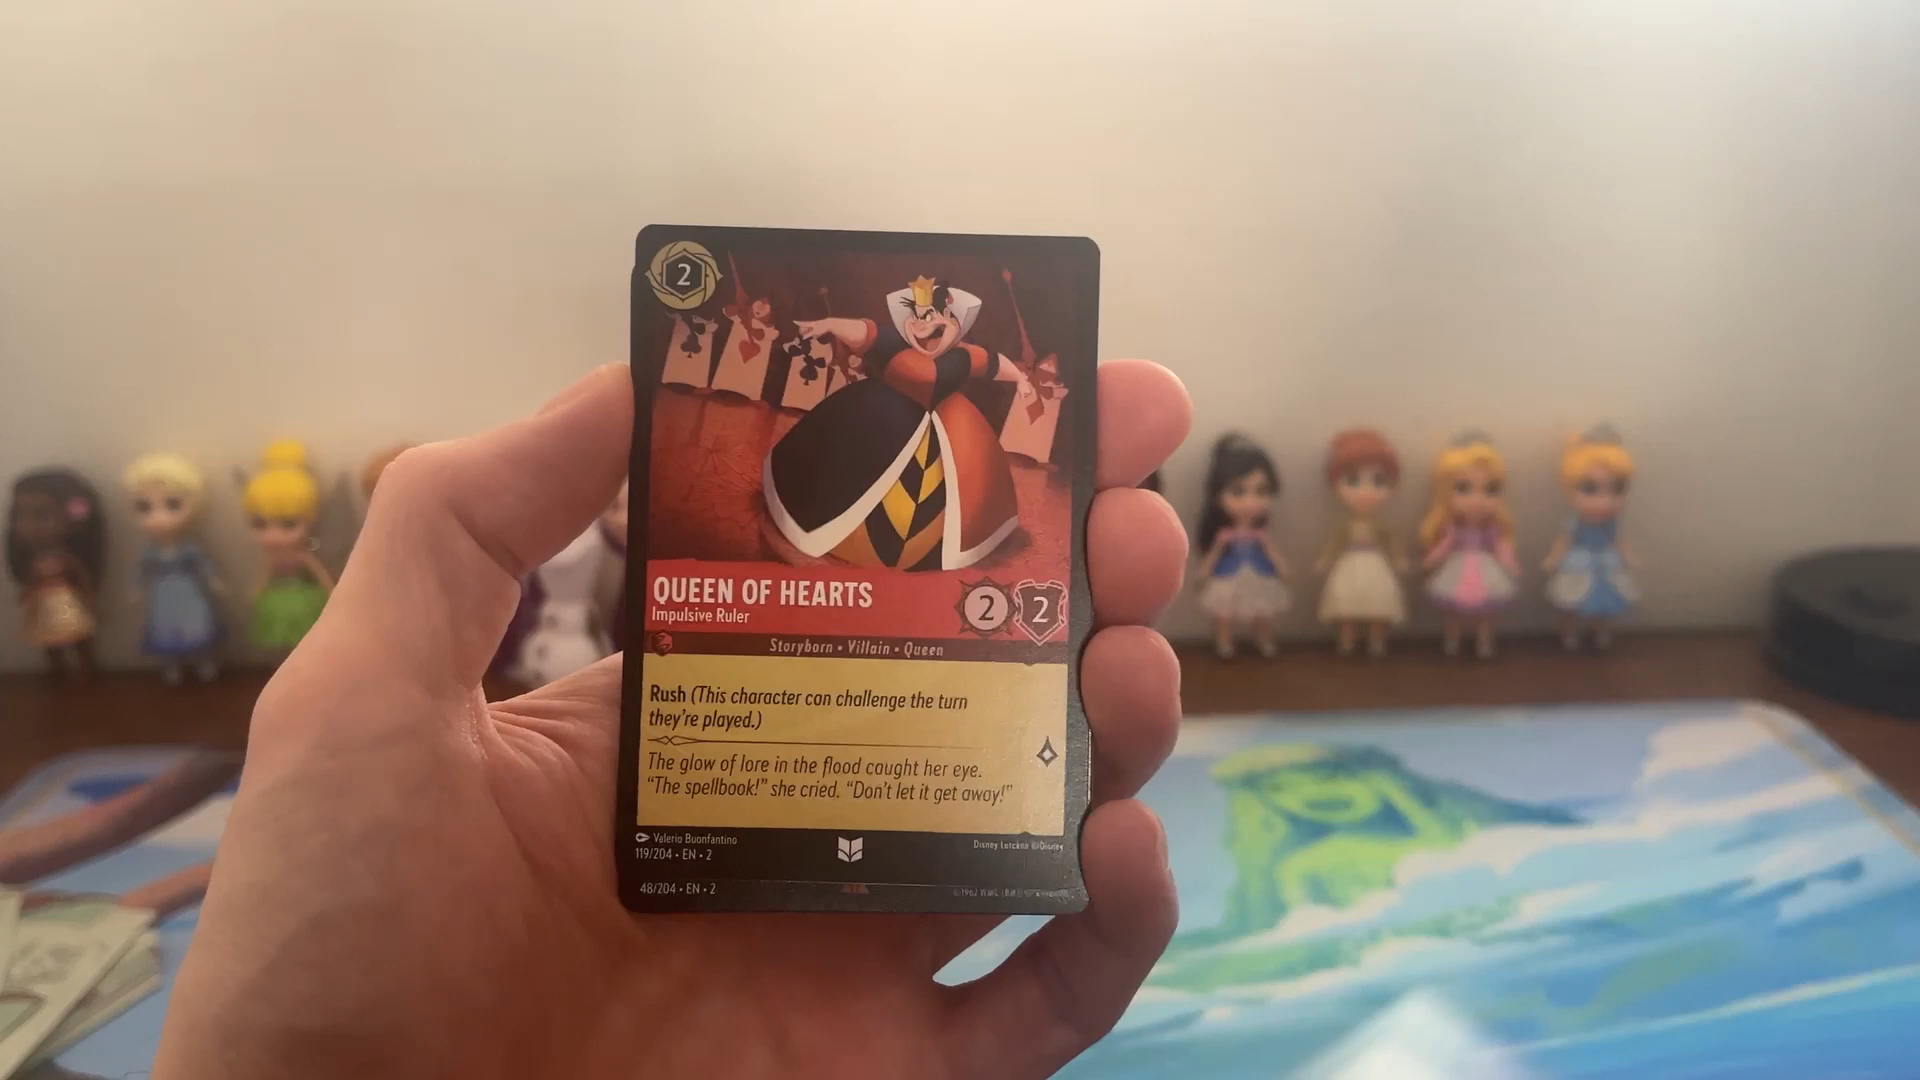 2
QUEEN OF HEARTS
Impulsive Ruler
2 2
Storyborn • Villain • Queen
Rush (This character can challenge the turn
they're played.)
The glow of lore in the flood caught her eye.
“The spellbook!” she cried. “Don't let it get away!”
Valerio Buonfantino
119/204 • EN • 2
Disney Lorcana ©Disney
48/204 • EN • 2